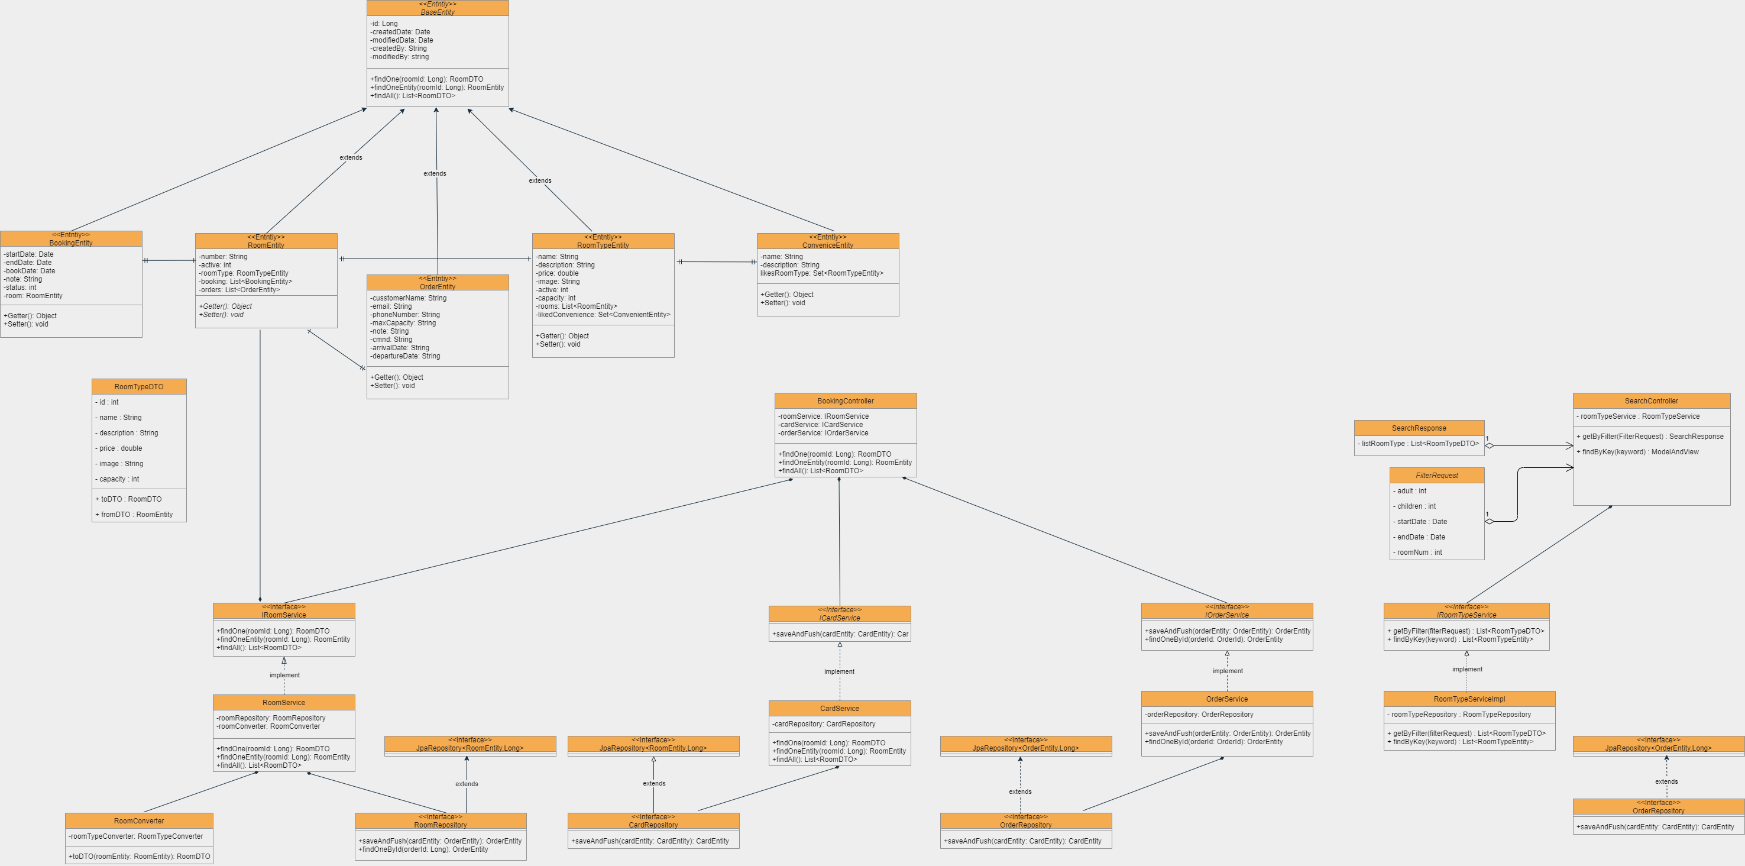 <<Entntiy>>
BaseEntity
-id: Long
-createdDate: Date
-modifiedData: Date
-createdBy: String
-modifiedBy: string
+findOne(roomId: Long): RoomDTO
+findOneEntity(roomId: Long): RoomEntity
+findAll(): List<RoomDTO>
extends
extends
extends
<<Entntiy>>
BookingEntity
-startDate: Date
-endDate: Date
-bookDate: Date
-note: String
-status: int
-room: RoomEntity
+Getter(): Object
+Setter(): void
<<Entntiy>>
RoomEntity
-number: String
-active: int
-roomType: RoomTypeEntity
-booking: List<BookingEntity>
-orders: List<OrderEntity>
+Getter(): Object
+Setter(): void
<<Entntiy>>
OrderEntity
-cusstomerName: String
-email: String
-phoneNumber: String
-maxCapacity: String
-note: String
-cmnd: String
-arrivalDate: String
-departureDate: String
+Getter(): Object
+Setter(): void
<<Entntiy>>
RoomTypeEntity
-name: String
-description: String
-price: double
-image: String
-active: int
-capacity: int
-rooms: List<RoomEntity>
-likedConvenience: Set<ConvenientEntity>
+Getter(): Object
+Setter(): void
<<Entntiy>>
ConveniceEntity
-name: String
-description: String
likesRoomType: Set<RoomTypeEntity>
+Getter(): Object
+Setter(): void
RoomTypeDTO
- id : int
- name : String
- description : String
- price : double
- image : String
- capacity : int
+ toDTO : RoomDTO
+ fromDTO : RoomEntity
BookingController
-roomService: IRoomService
-cardService: ICardService
-orderService: IOrderService
+findOne(roomId: Long): RoomDTO
+findOneEntity(roomId: Long): RoomEntity
+findAll(): List<RoomDTO>
SearchResponse
- listRoomType : List<RoomTypeDTO>
1
FilterRequest
- adult : int
- children : int
- startDate : Date
- endDate : Date
- roomNum : int
1
SearchController
- roomTypeService : RoomTypeService
+ getByFilter(FilterRequest) : SearchResponse
+ findByKey(keyword) : ModelAndView
<<Interface>>
IRoomService
+findOne(roomId: Long): RoomDTO
+findOneEntity(roomId: Long): RoomEntity
+findAll(): List<RoomDTO>
implement
<<Interface>>
ICardService
+saveAndFush(cardEntity: CardEntity): Car
implement
<<Interface>>
IOrderService
+saveAndFush(orderEntity: OrderEntity): OrderEntity
+findOneById(orderId: OrderId): OrderEntity
implement
<<Interface>>
IRoomTypeService
+ getByFilter(filterRequest) : List<RoomTypeDTO>
+ findByKey(keyword) : List<RoomTypeEntity>
implement
RoomService
-roomRepository: RoomRepository
-roomConverter: RoomConverter
+findOne(roomId: Long): RoomDTO
+findOneEntity(roomId: Long): RoomEntity
+findAll(): List<RoomDTO>
<<Interface>>
JpaRepository<RoomEntity,Long>
extends
<<Interface>>
JpaRepository<RoomEntity,Long>
extends
CardService
-cardRepository: CardRepository
+findOne(roomId: Long): RoomDTO
+findOneEntity(roomId: Long): RoomEntity
+findAll(): List<RoomDTO>
<<Interface>>
JpaRepository<OrderEntity,Long>
extends
OrderService
-orderRepository: OrderRepository
+saveAndFush(orderEntity: OrderEntity): OrderEntity
+findOneById(orderId: OrderId): OrderEntity
RoomTypeServiceImpl
- roomTypeRepository : RoomTypeRepository
+ getByFilter(filterRequest) : List<RoomTypeDTO>
+ findByKey(keyword) : List<RoomTypeEntity>
<<Interface>>
JpaRepository<OrderEntity,Long>
extends
RoomConverter
-roomTypeConverter: RoomTypeConverter
+toDTO(roomEntity: RoomEntity): RoomDTO
<<Interface>>
RoomRepository
+saveAndFush(cardEntity: OrderEntity): OrderEntity
+findOneById(orderId: Long): OrderEntity
<<Interface>>
CardRepository
+saveAndFush(cardEntity: CardEntity): CardEntity
<<Interface>>
OrderRepository
+saveAndFush(cardEntity: CardEntity): CardEntity
<<Interface>>
OrderRepository
+saveAndFush(cardEntity: CardEntity): CardEntity